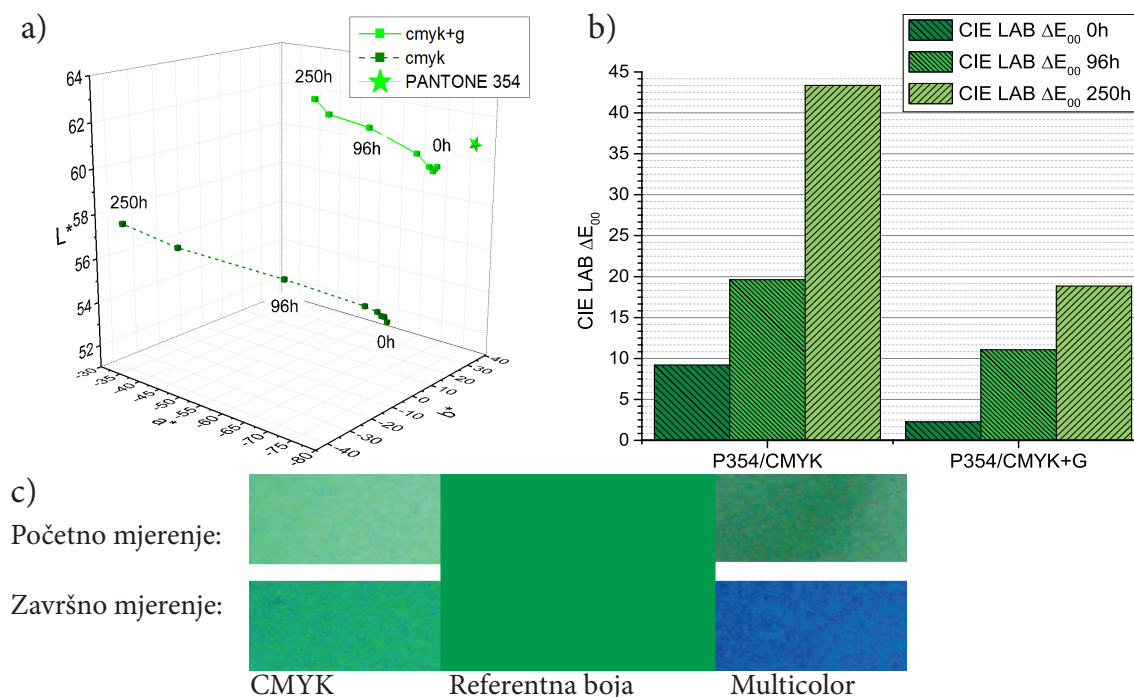 a)
cmyk+g
cmyk
PANTONE 354
64
62
60
58
56
54
52
L*
250h
96h
0h
250h
96h
0h
-30
-35
-40
-45
-50
-55
-60
-65
-70
-75
-80
a*
40
30
20
10
0
-10
-20
-30
-40
b*
b)
CIE LAB ΔE00 0h
CIE LAB ΔE00 96h
CIE LAB ΔE00 250h
45
40
35
30
25
20
15
10
5
0
CIE LAB ΔE00
P354/CMYK P354/CMYK+G
c)
Početno mjerenje:
Završno mjerenje:
CMYK Referentna boja Multicolor